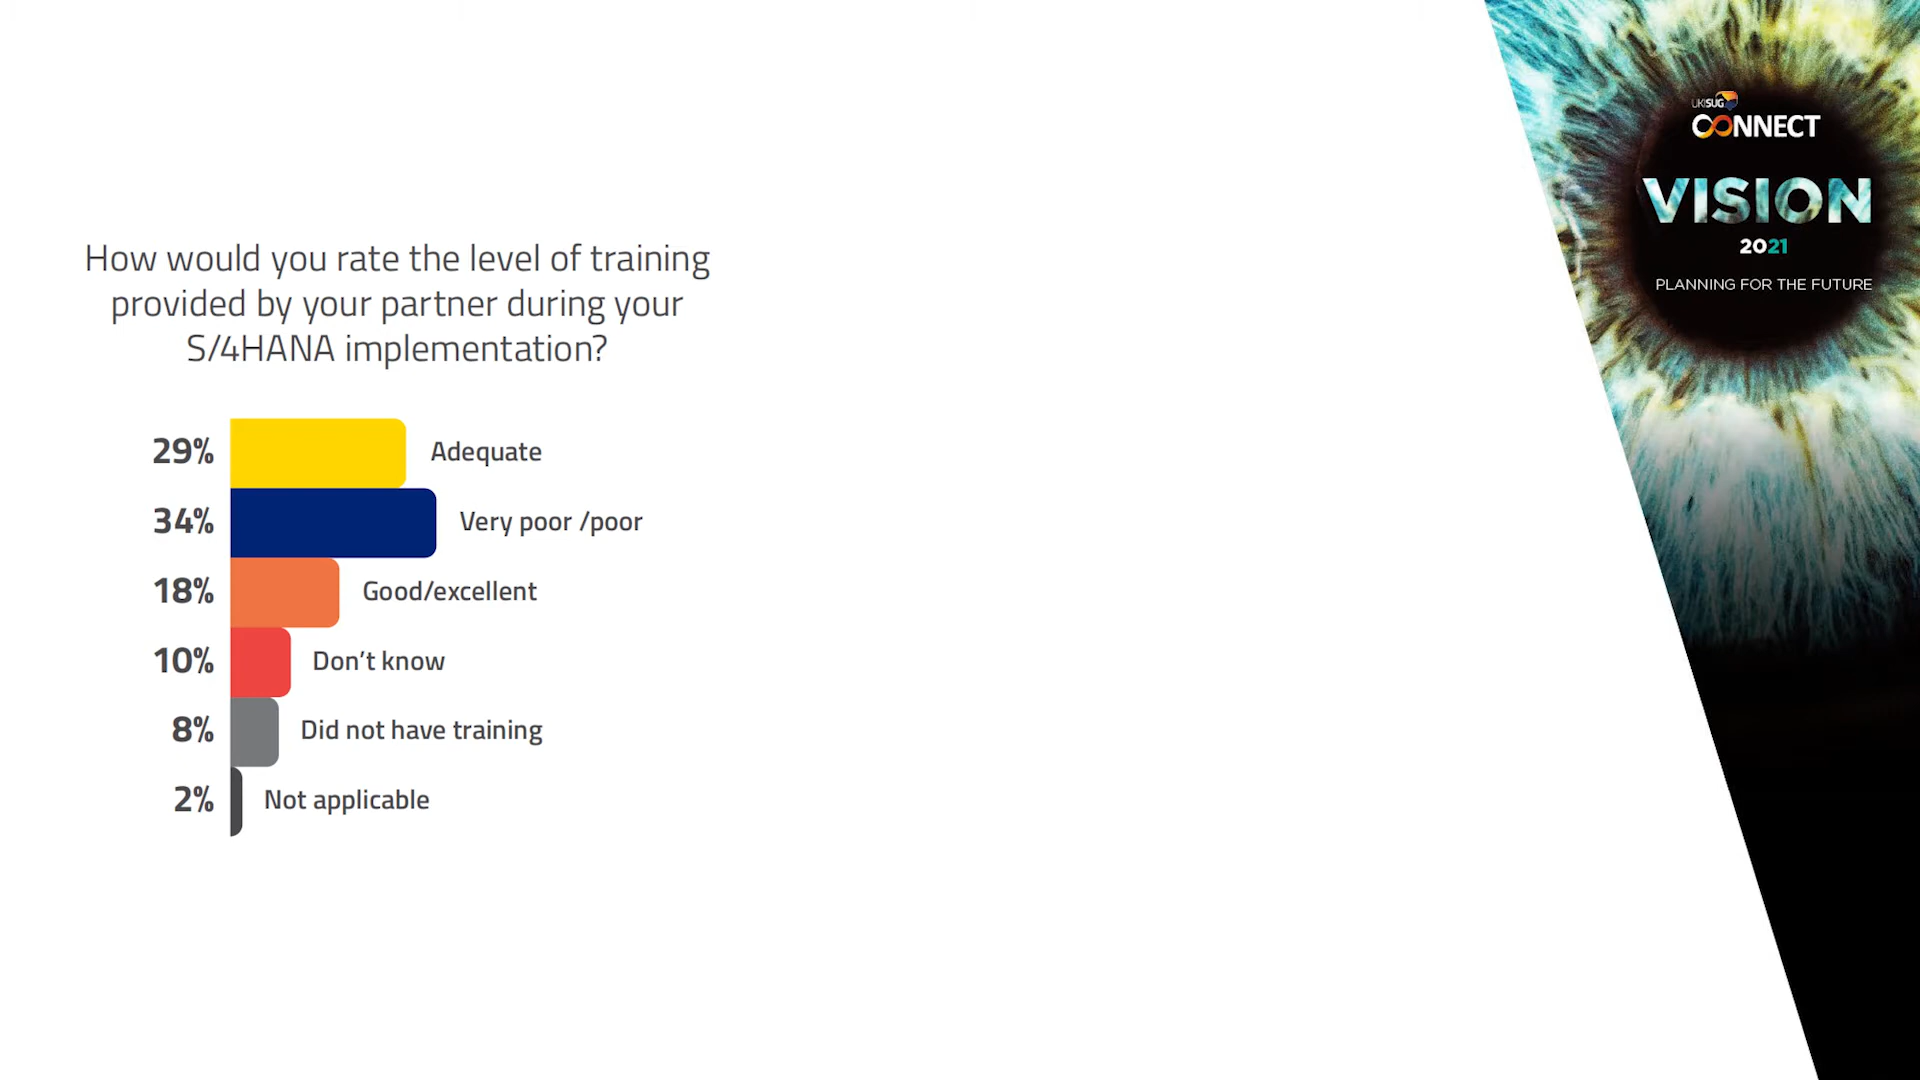 How would you rate the level of training
provided by your partner during your
S/4HANA implementation?
29% Adequate
34% Very poor /poor
18% Good/excellent
10% Don't know
8% Did not have training
2% Not applicable
UKISUG
CONNECT
VISION
2021
PLANNING FOR THE FUTURE